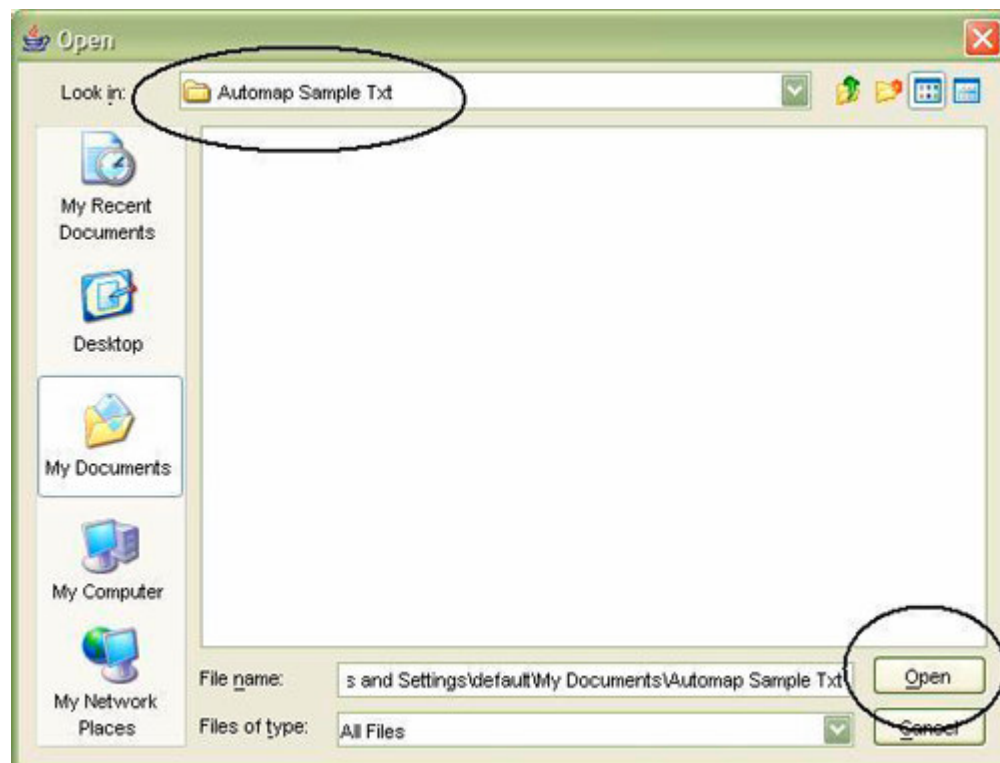 Open
Look in:
Automap Sample Txt
My Recent
Documents
Desktop
My Documents
My Computer
My Network
Places
File name:
s and Settings\default\My Documents\Automap Sample Txt
Open
Files of type:
All Files
Cancel